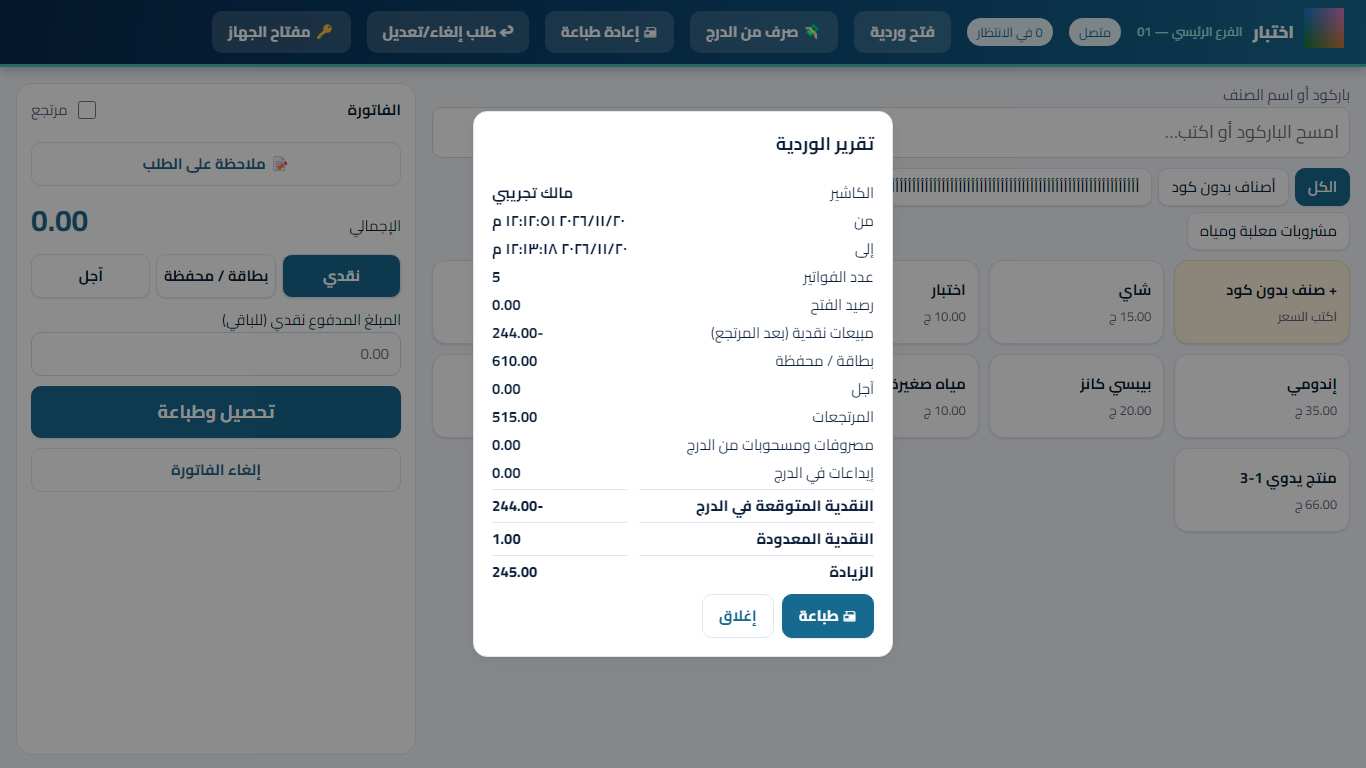 اختبار
الفرع الرئيسي — 01
متصل
0 في الانتظار
فتح وردية
صرف من الدرج
إعادة طباعة
طلب إلغاء/تعديل
مفتاح الجهاز
باركود أو اسم الصنف
امسح الباركود أو اكتب...
الكل
أصناف بدون كود
مشروبات معلبة ومياه
+ صنف بدون كود
اكتب السعر
شاي
15.00 ج
اختبار
10.00 ج
إندومي
35.00 ج
بيبسي كانز
20.00 ج
مياه صغيرة
10.00 ج
منتج يدوي 1-3
66.00 ج
تقرير الوردية
الكاشير مالك تجريبي
من ٢٠‏/١١‏/٢٠٢٦ ١٢:١٢:٥١ م
إلى ٢٠‏/١١‏/٢٠٢٦ ١٢:١٣:١٨ م
عدد الفواتير 5
رصيد الفتح 0.00
مبيعات نقدية (بعد المرتجع) -244.00
بطاقة / محفظة 610.00
آجل 0.00
المرتجعات 515.00
مصروفات ومسحوبات من الدرج 0.00
إيداعات في الدرج 0.00
النقدية المتوقعة في الدرج -244.00
النقدية المعدودة 1.00
الزيادة 245.00
طباعة
إغلاق
الفاتورة
مرتجع
ملاحظة على الطلب
الإجمالي 0.00
نقدي
بطاقة / محفظة
آجل
المبلغ المدفوع نقدي (للباقي)
0.00
تحصيل وطباعة
إلغاء الفاتورة